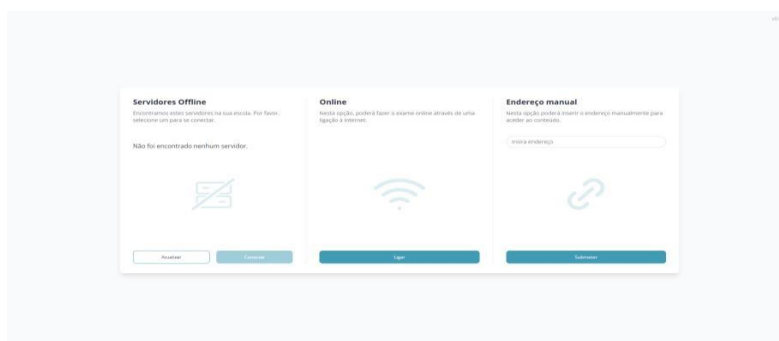 Servidores Offline
Encontramos estes servidores na sua escola. Por favor,
selecione um para se conectar.
Não foi encontrado nenhum servidor.
Atualizar
Conectar
Online
Nesta opção, poderá fazer o exame online através de uma
ligação à internet.
Ligar
Endereço manual
Nesta opção poderá inserir o endereço manualmente para
aceder ao conteúdo.
Insira endereço
Submeter